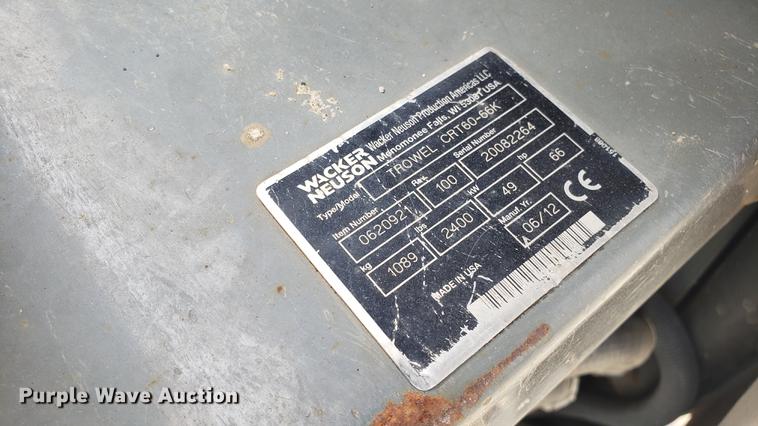 WACKER
NEUSON
Wacker Neuson Production Americas LLC
Menomonee Falls, WI 53051 USA
Type/Model TROWEL CRT60-66K
Item Number Rev. Serial Number
0620921 100 20082264
kg lbs kW hp
1089 2400 49 66
Manuf. Yr.
06/12
CE
MADE IN USA
Purple Wave Auction®